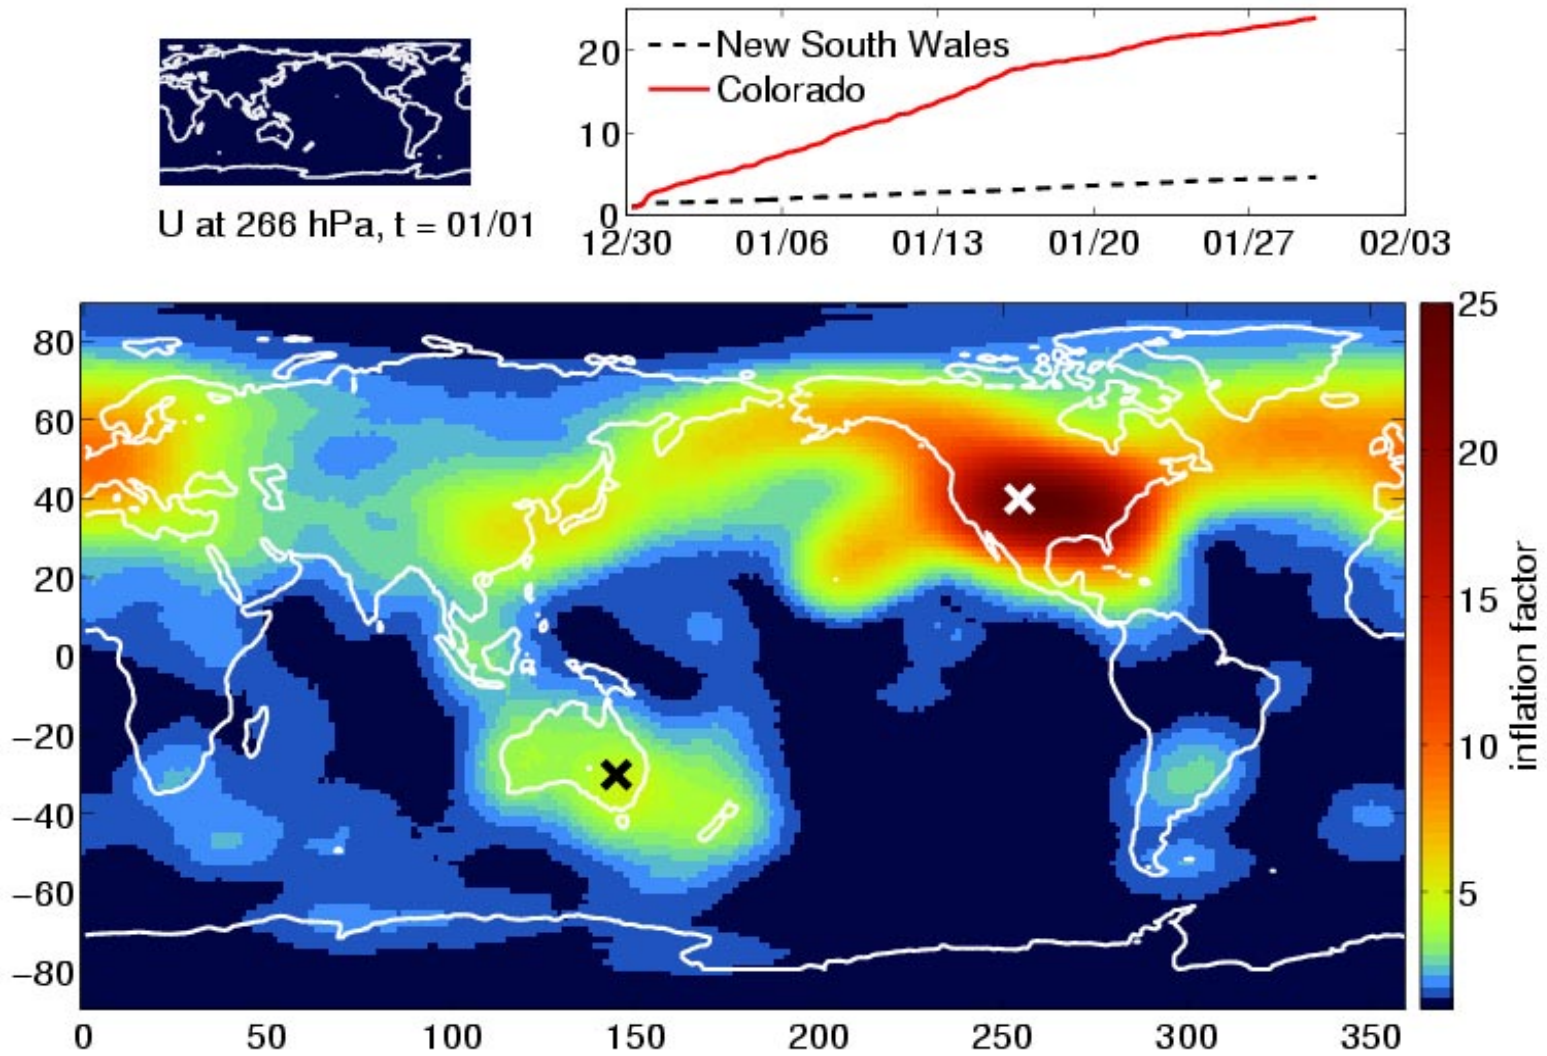 20
10
0
New South Wales
Colorado
12/30 01/06 01/13 01/20 01/27 02/03
U at 266 hPa, t = 01/01
80
60
40
20
0
−20
−40
−60
−80
0 50 100 150 200 250 300 350
25
20
15
10
5
inflation factor